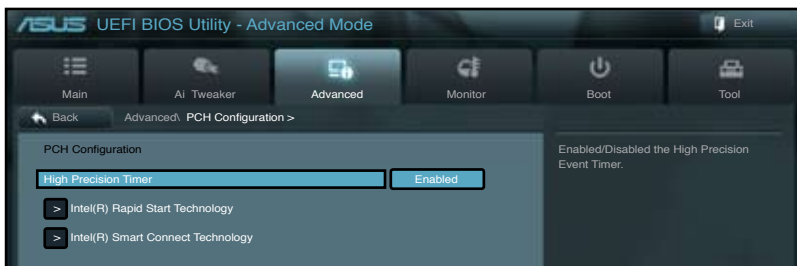 ASUS UEFI BIOS Utility - Advanced Mode
Exit
Main
Ai Tweaker
Advanced
Monitor
Boot
Tool
Back
Advanced\ PCH Configuration >
PCH Configuration
High Precision Timer
Enabled
> Intel(R) Rapid Start Technology
> Intel(R) Smart Connect Technology
Enabled/Disabled the High Precision
Event Timer.